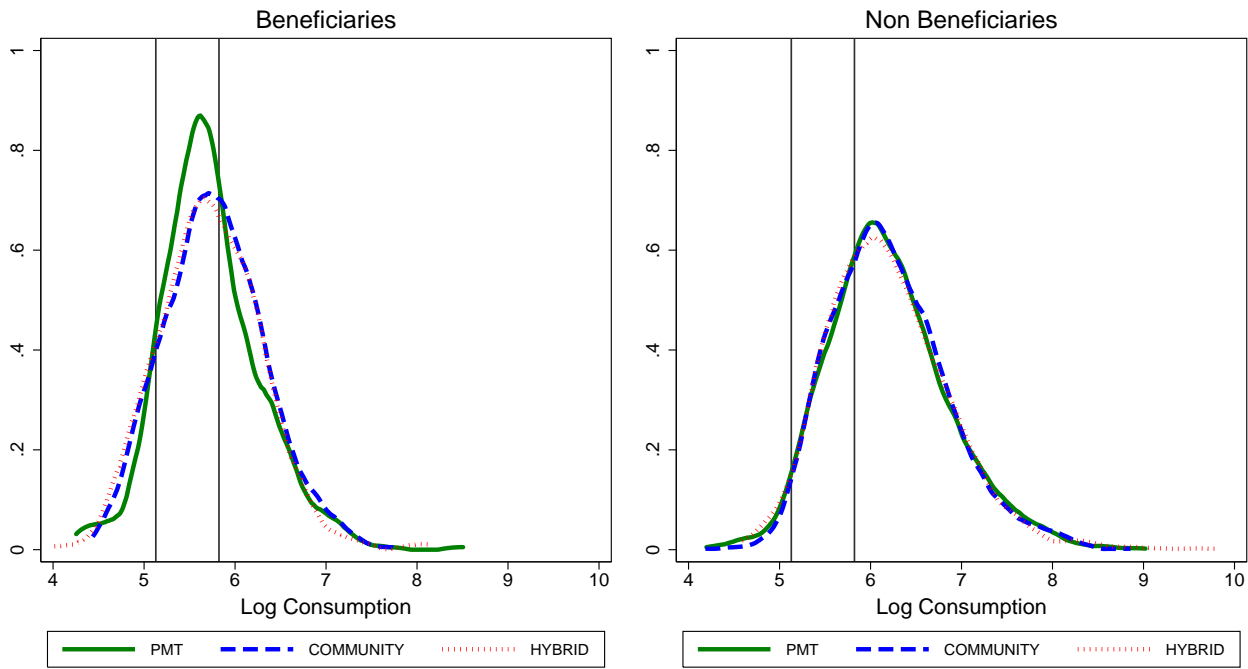 Beneficiaries
1
.8
.6
.4
.2
0
4 5 6 7 8 9 10
Log Consumption
PMT COMMUNITY HYBRID
Non Beneficiaries
1
.8
.6
.4
.2
0
4 5 6 7 8 9 10
Log Consumption
PMT COMMUNITY HYBRID